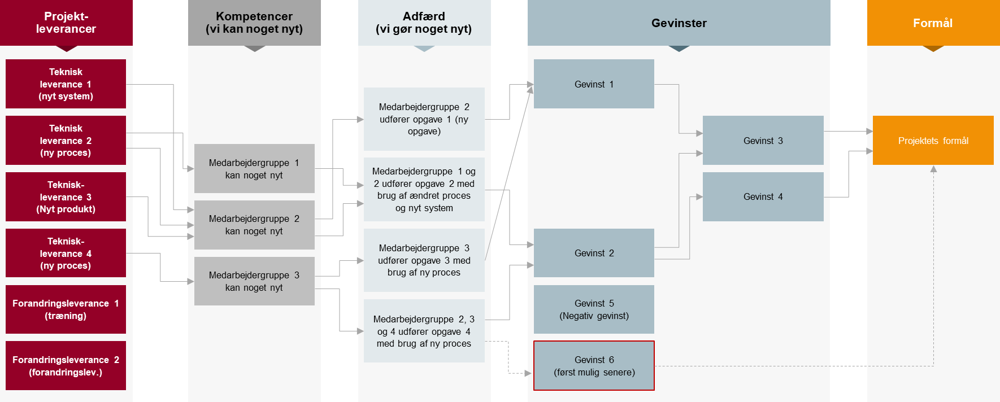 Projekt-
leverancer
Kompetencer
(vi kan noget nyt)
Adfærd
(vi gør noget nyt)
Gevinster
Formål
Teknisk
leverance 1
(nyt system)
Teknisk
leverance 2
(ny proces)
Teknisk-
leverance 3
(Nyt produkt)
Teknisk-
leverance 4
(ny proces)
Forandringsleverance 1
(træning)
Forandringsleverance 2
(forandringslev.)
Medarbejdergruppe 1
kan noget nyt
Medarbejdergruppe 2
kan noget nyt
Medarbejdergruppe 3
kan noget nyt
Medarbejdergruppe 2
udfører opgave 1 (ny
opgave)
Medarbejdergruppe 1 og
2 udfører opgave 2 med
brug af ændret proces
og nyt system
Medarbejdergruppe 3
udfører opgave 3 med
brug af ny proces
Medarbejdergruppe 2, 3
og 4 udfører opgave 4
med brug af ny proces
Gevinst 1
Gevinst 2
Gevinst 5
(Negativ gevinst)
Gevinst 6
(først mulig senere)
Gevinst 3
Gevinst 4
Projektets formål